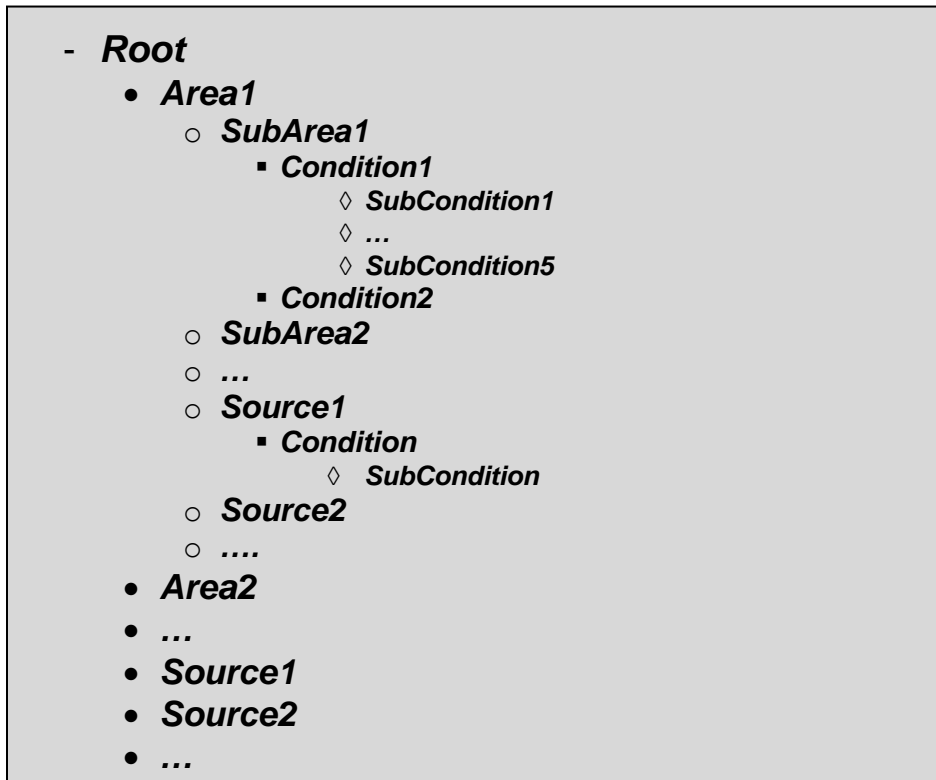 - Root
• Area1
o SubArea1
▪ Condition1
◊ SubCondition1
◊ …
◊ SubCondition5
▪ Condition2
o SubArea2
o …
o Source1
▪ Condition
◊ SubCondition
o Source2
o ….
• Area2
• …
• Source1
• Source2
• …